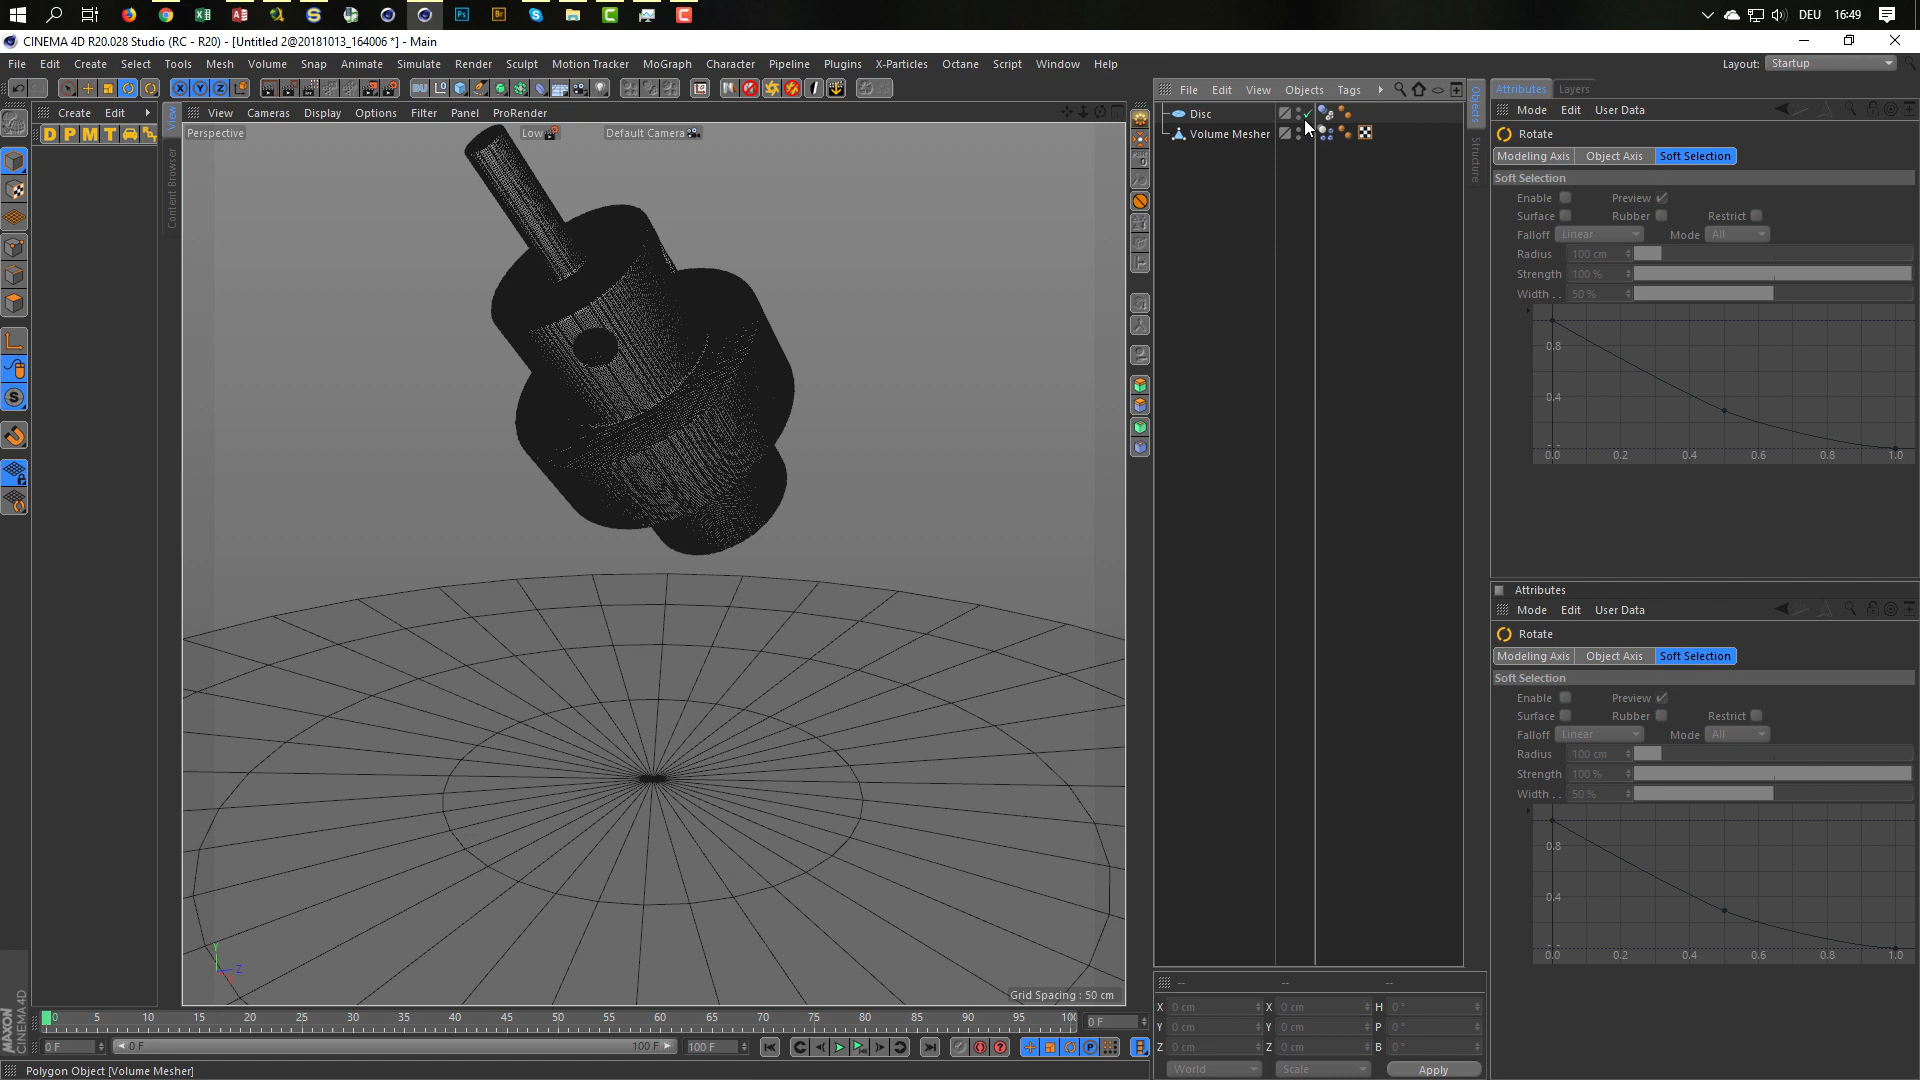 DEU
16:49
CINEMA 4D R20.028 Studio (RC - R20) - [Untitled 2@20181013_164006 *] - Main
File Edit Create Select Tools Mesh Volume Snap Animate Simulate Render Sculpt Motion Tracker MoGraph Character Pipeline Plugins X-Particles Octane Script Window Help
Layout: Startup
X Y Z
Create Edit
D P M T
View
Content Browser
View Cameras Display Options Filter Panel ProRender
Perspective
Low
Default Camera
Grid Spacing : 50 cm
Y
Z
File Edit View Objects Tags
Disc
Volume Mesher
Objects
Structure
Attributes Layers
Mode Edit User Data
Rotate
Modeling Axis Object Axis Soft Selection
Soft Selection
Enable Preview
Surface Rubber Restrict
Falloff Linear Mode All
Radius 100 cm
Strength 100 %
Width . . 50 %
0.8
0.4
0.0 0.2 0.4 0.6 0.8 1.0
Attributes
Mode Edit User Data
Rotate
Modeling Axis Object Axis Soft Selection
Soft Selection
Enable Preview
Surface Rubber Restrict
Falloff Linear Mode All
Radius 100 cm
Strength 100 %
Width . . 50 %
0.8
0.4
0.0 0.2 0.4 0.6 0.8 1.0
-- -- --
X 0 cm X 0 cm H 0 °
Y 0 cm Y 0 cm P 0 °
Z 0 cm Z 0 cm B 0 °
World Scale Apply
0 5 10 15 20 25 30 35 40 45 50 55 60 65 70 75 80 85 90 95 100
0 F
0 F 0 F 100 F 100 F
MAXON CINEMA 4D
Polygon Object [Volume Mesher]